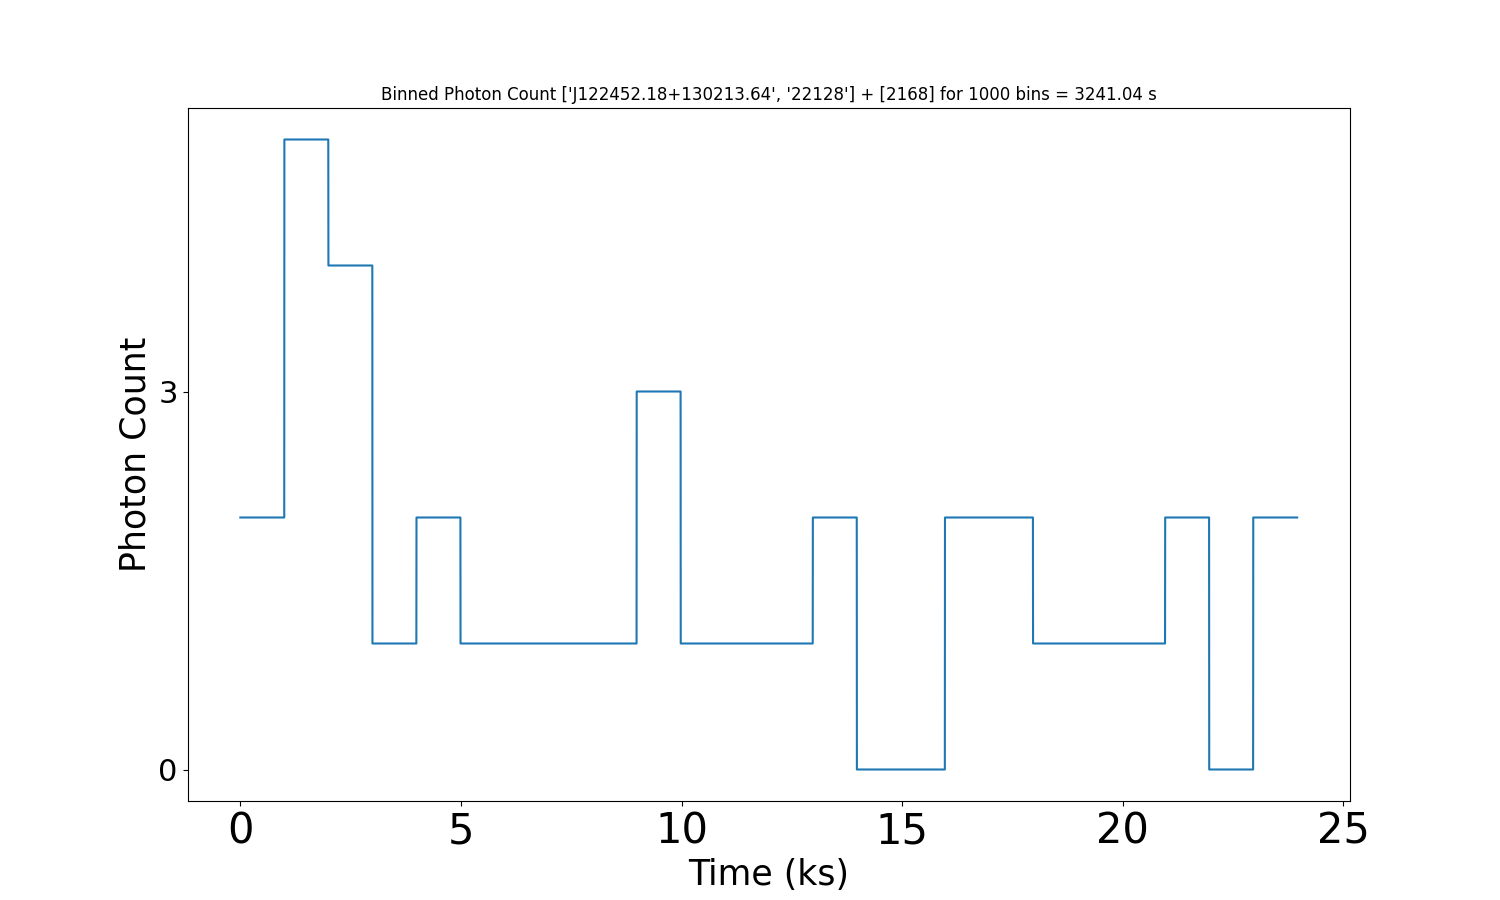 Binned Photon Count ['J122452.18+130213.64', '22128'] + [2168] for 1000 bins = 3241.04 s
Photon Count
3
0
0 5 10 15 20 25
Time (ks)